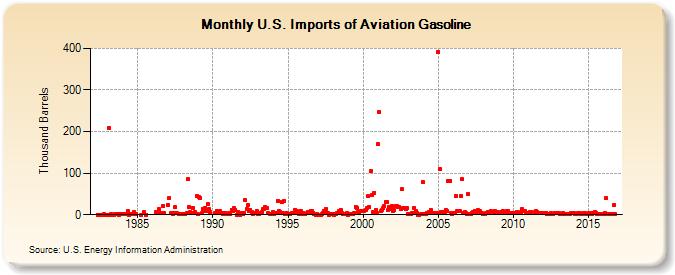 Monthly U.S. Imports of Aviation Gasoline
Thousand Barrels
400
300
200
100
0
1985 1990 1995 2000 2005 2010 2015
Source: U.S. Energy Information Administration